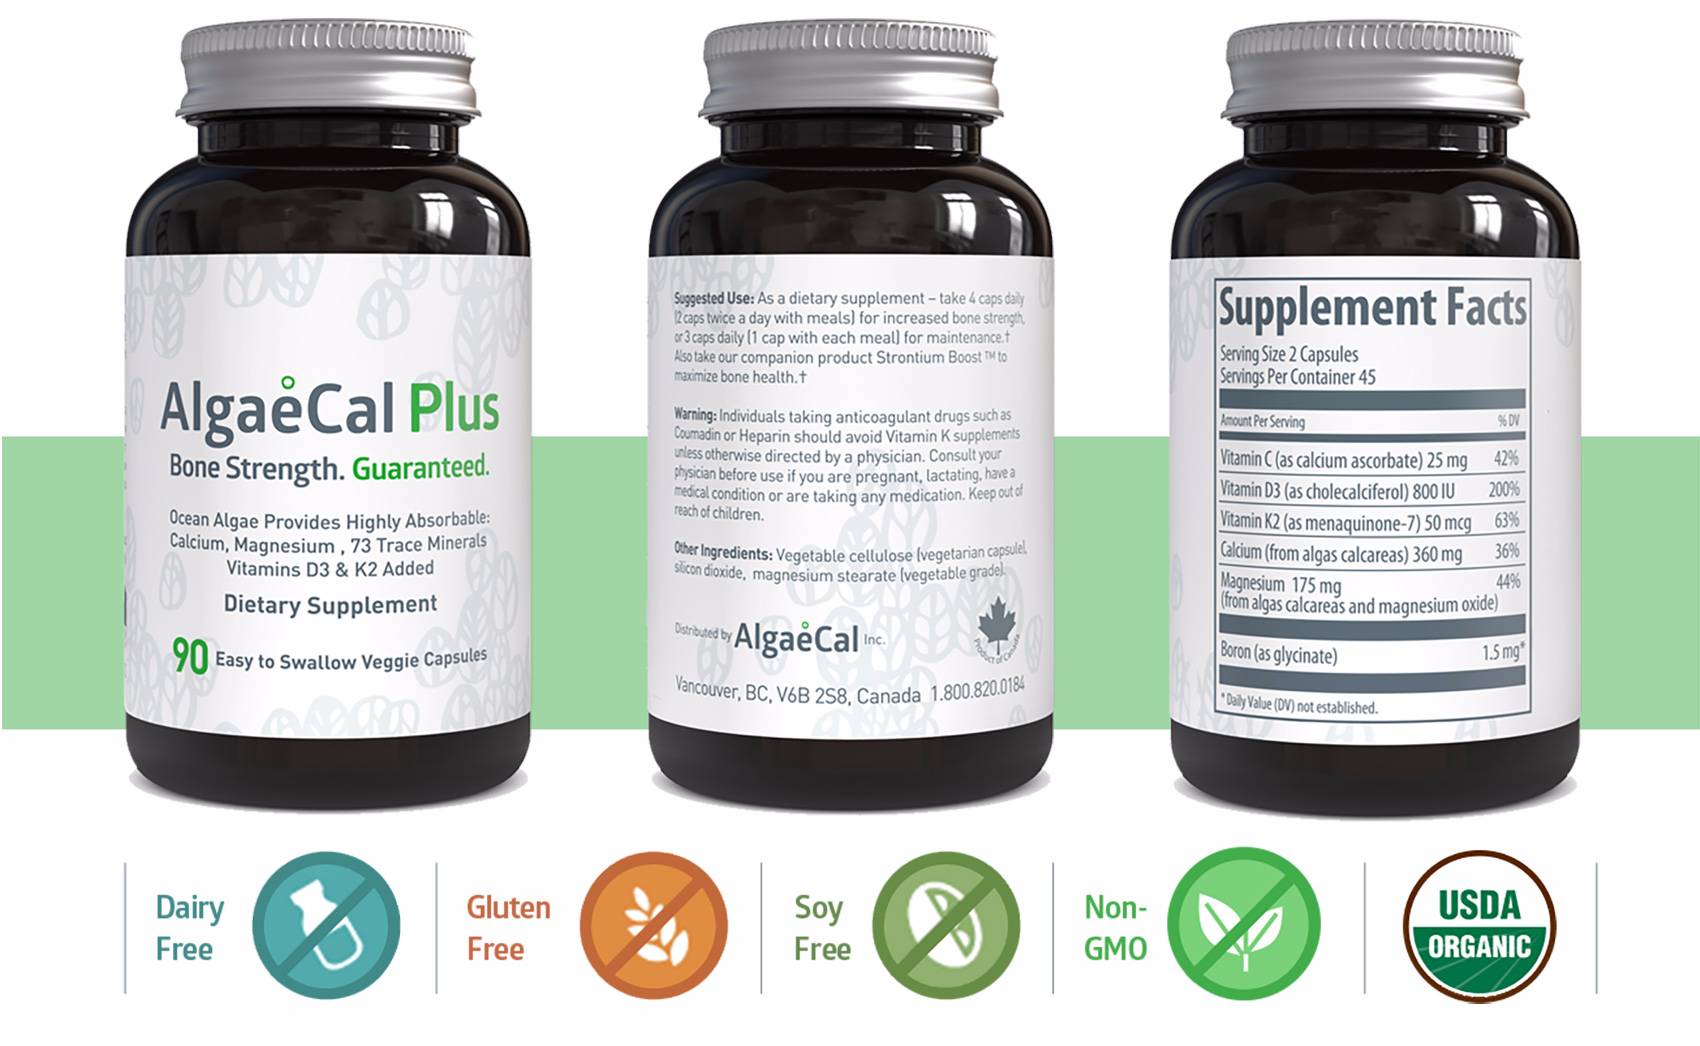 AlgaeCal Plus
Bone Strength. Guaranteed.
Ocean Algae Provides Highly Absorbable:
Calcium, Magnesium , 73 Trace Minerals
Vitamins D3 & K2 Added
Dietary Supplement
90 Easy to Swallow Veggie Capsules
Suggested Use: As a dietary supplement – take 4 caps daily
(2 caps twice a day with meals) for increased bone strength,
or 3 caps daily (1 cap with each meal) for maintenance.†
Also take our companion product Strontium Boost ™ to
maximize bone health.†
Warning: Individuals taking anticoagulant drugs such as
Coumadin or Heparin should avoid Vitamin K supplements
unless otherwise directed by a physician. Consult your
physician before use if you are pregnant, lactating, have a
medical condition or are taking any medication. Keep out of
reach of children.
Other Ingredients: Vegetable cellulose (vegetarian capsule),
silicon dioxide, magnesium stearate (vegetable grade).
Distributed by AlgaeCal Inc.
Product of Canada
Vancouver, BC, V6B 2S8, Canada 1.800.820.0184
Supplement Facts
Serving Size 2 Capsules
Servings Per Container 45
Amount Per Serving % DV
Vitamin C (as calcium ascorbate) 25 mg 42%
Vitamin D3 (as cholecalciferol) 800 IU 200%
Vitamin K2 (as menaquinone-7) 50 mcg 63%
Calcium (from algas calcareas) 360 mg 36%
Magnesium 175 mg 44%
(from algas calcareas and magnesium oxide)
Boron (as glycinate) 1.5 mg*
* Daily Value (DV) not established.
Dairy
Free
Gluten
Free
Soy
Free
Non-
GMO
USDA
ORGANIC